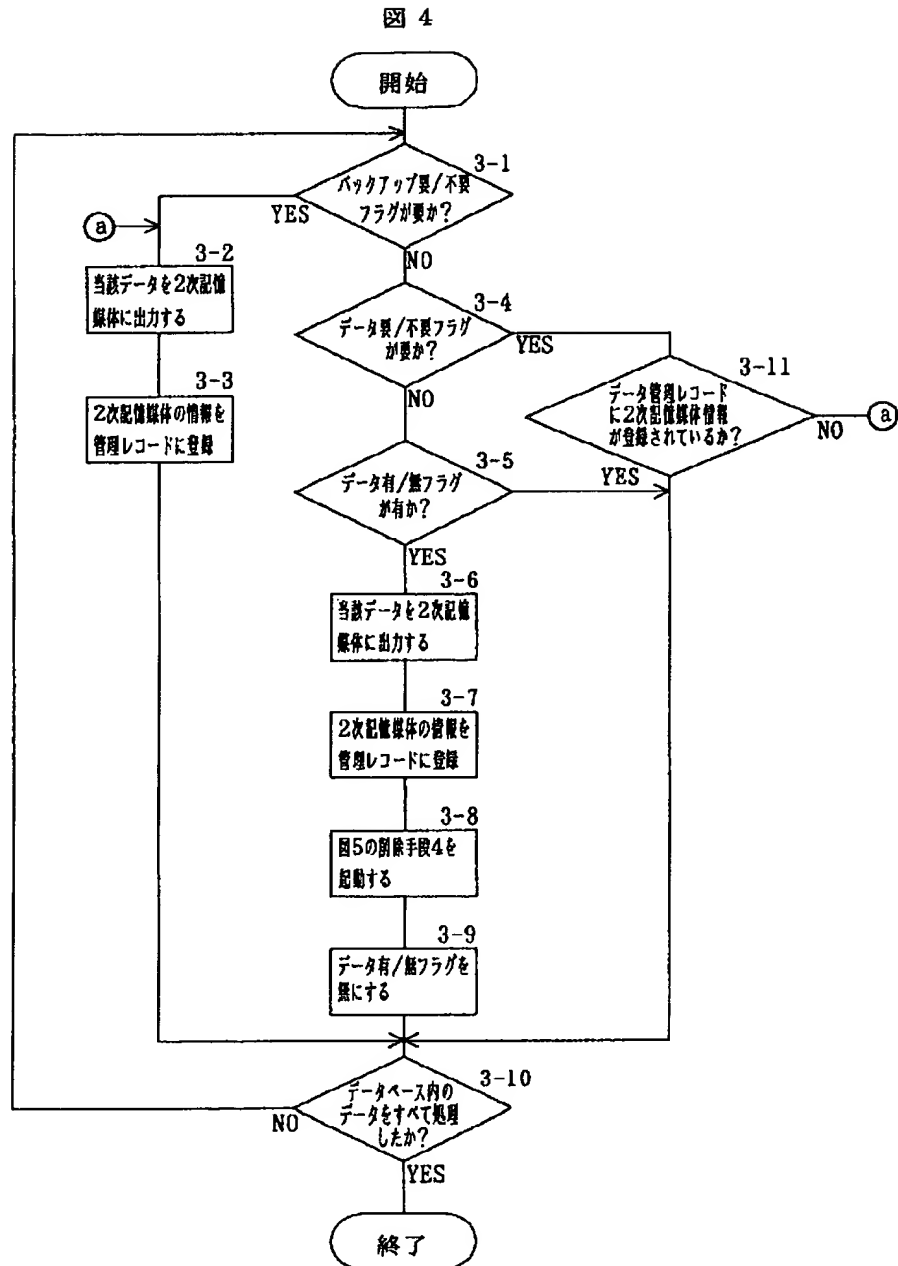 図 4
開始
3-1
バックアップ要/不要
フラグが要か?
YES
NO
a
3-2
当該データを2次記憶
媒体に出力する
3-3
2次記憶媒体の情報を
管理レコードに登録
3-4
データ要/不要フラグ
が要か?
YES
NO
3-11
データ管理レコード
に2次記憶媒体情報
が登録されているか?
NO
a
YES
3-5
データ有/無フラグ
が有か?
YES
3-6
当該データを2次記憶
媒体に出力する
3-7
2次記憶媒体の情報を
管理レコードに登録
3-8
図5の削除手段4を
起動する
3-9
データ有/無フラグを
無にする
3-10
データベース内の
データをすべて処理
したか?
NO
YES
終了